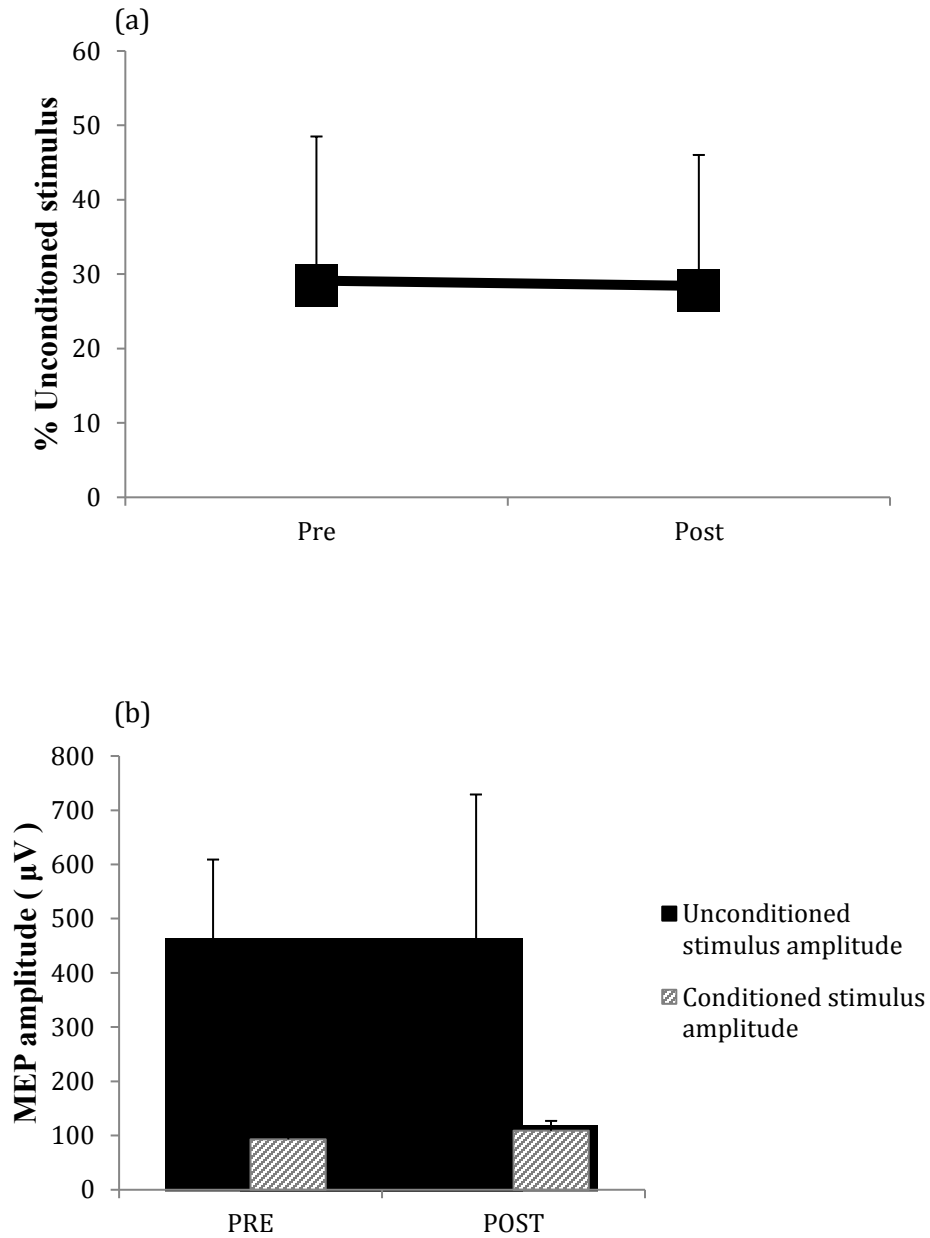 (a)
% Unconditoned stimulus
60
50
40
30
20
10
0
Pre
Post
(b)
MEP amplitude ( µV )
800
700
600
500
400
300
200
100
0
PRE
POST
Unconditioned
stimulus amplitude
Conditioned stimulus
amplitude